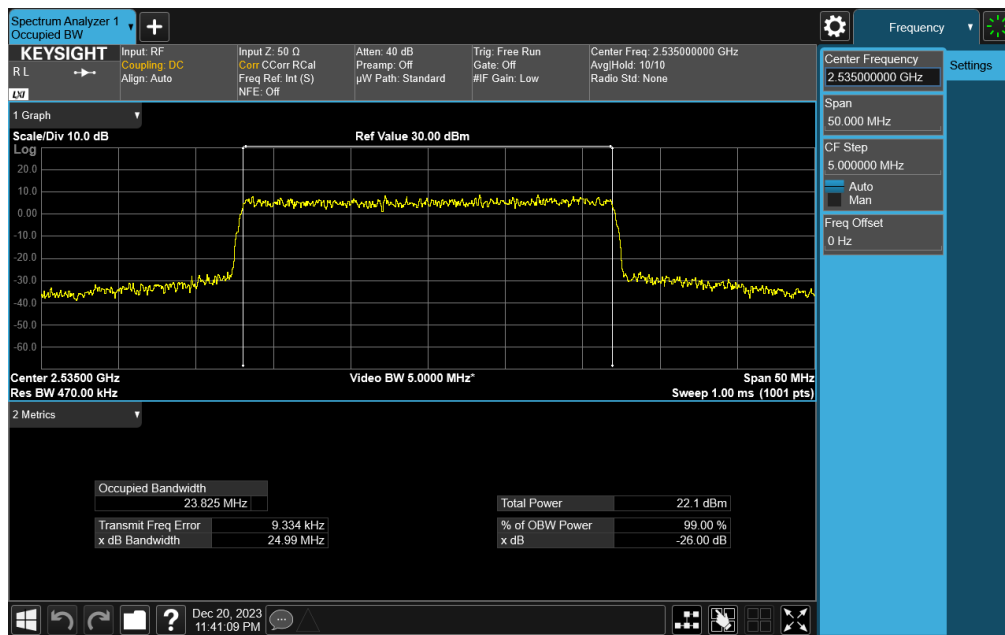 Spectrum Analyzer 1
Occupied BW
Frequency
KEYSIGHT
R L
LXI
Input: RF
Coupling: DC
Align: Auto
Input Z: 50 Ω
Corr CCorr RCal
Freq Ref: Int (S)
NFE: Off
Atten: 40 dB
Preamp: Off
µW Path: Standard
Trig: Free Run
Gate: Off
#IF Gain: Low
Center Freq: 2.535000000 GHz
Avg|Hold: 10/10
Radio Std: None
Center Frequency
2.535000000 GHz
Settings
Span
50.000 MHz
CF Step
5.000000 MHz
Auto
Man
Freq Offset
0 Hz
1 Graph
Scale/Div 10.0 dB
Ref Value 30.00 dBm
Log
20.0
10.0
0.00
-10.0
-20.0
-30.0
-40.0
-50.0
-60.0
Center 2.53500 GHz
Video BW 5.0000 MHz*
Span 50 MHz
Res BW 470.00 kHz
Sweep 1.00 ms (1001 pts)
2 Metrics
Occupied Bandwidth
23.825 MHz
Total Power 22.1 dBm
Transmit Freq Error 9.334 kHz
% of OBW Power 99.00 %
x dB Bandwidth 24.99 MHz
x dB -26.00 dB
?
Dec 20, 2023
11:41:09 PM